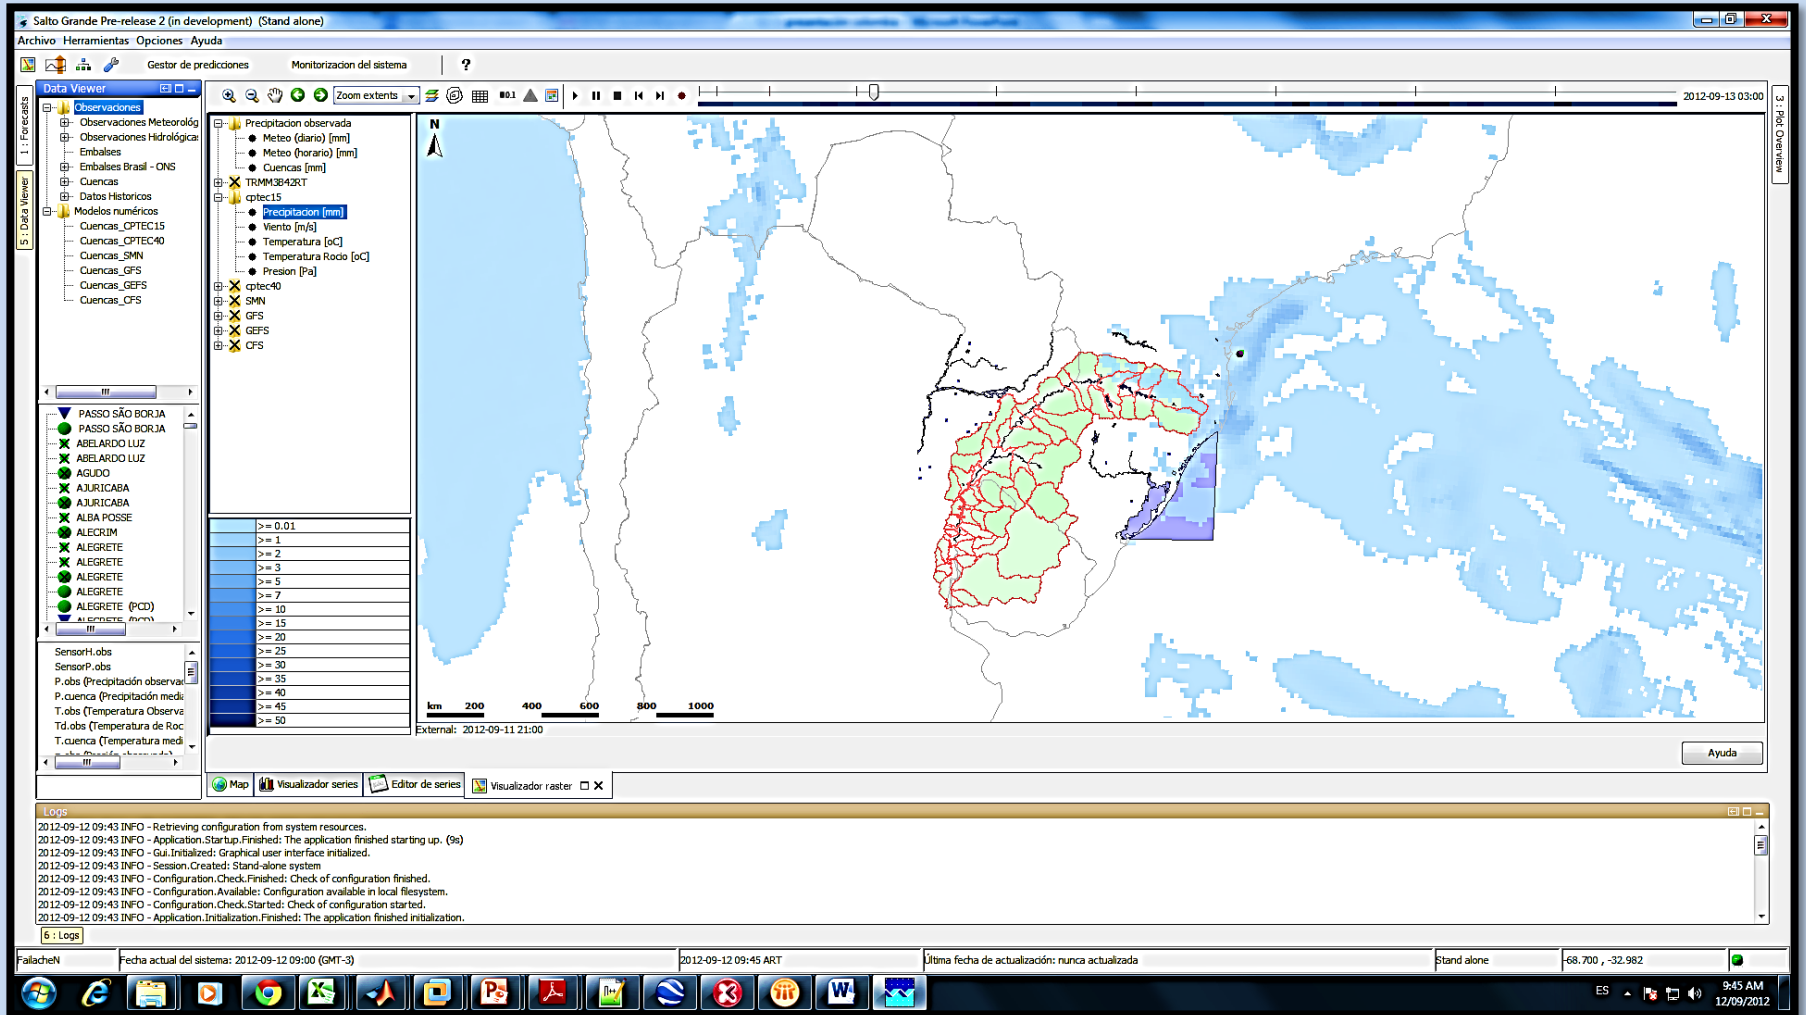 Salto Grande Pre-release 2 (in development) (Stand alone)
Archivo Herramientas Opciones Ayuda
Gestor de predicciones
Monitorizacion del sistema
?
1 : Forecasts
5 : Data Viewer
Data Viewer
Observaciones
Observaciones Meteorológ
Observaciones Hidrológica
Embalses
Embalses Brasil - ONS
Cuencas
Datos Historicos
Modelos numéricos
Cuencas_CPTEC15
Cuencas_CPTEC40
Cuencas_SMN
Cuencas_GFS
Cuencas_GEFS
Cuencas_CFS
PASSO SÃO BORJA
PASSO SÃO BORJA
ABELARDO LUZ
ABELARDO LUZ
AGUDO
AJURICABA
AJURICABA
ALBA POSSE
ALECRIM
ALEGRETE
ALEGRETE
ALEGRETE
ALEGRETE
ALEGRETE (PCD)
ALEGRETE (PCD)
SensorH.obs
SensorP.obs
P.obs (Precipitación observac
P.cuenca (Precipitación media
T.obs (Temperatura Observa
Td.obs (Temperatura de Roc
T.cuenca (Temperatura medi
Zoom extents
2012-09-13 03:00
3 : Plot Overview
Precipitacion observada
Meteo (diario) [mm]
Meteo (horario) [mm]
Cuencas [mm]
TRMM3B42RT
cptec15
Precipitacion [mm]
Viento [m/s]
Temperatura [oC]
Temperatura Rocio [oC]
Presion [Pa]
cptec40
SMN
GFS
GEFS
CFS
>= 0.01
>= 1
>= 2
>= 3
>= 5
>= 7
>= 10
>= 15
>= 20
>= 25
>= 30
>= 35
>= 40
>= 45
>= 50
N
km 200 400 600 800 1000
External: 2012-09-11 21:00
Ayuda
Map
Visualizador series
Editor de series
Visualizador raster
Logs
2012-09-12 09:43 INFO - Retrieving configuration from system resources.
2012-09-12 09:43 INFO - Application.Startup.Finished: The application finished starting up. (9s)
2012-09-12 09:43 INFO - Gui.Initialized: Graphical user interface initialized.
2012-09-12 09:43 INFO - Session.Created: Stand-alone system
2012-09-12 09:43 INFO - Configuration.Check.Finished: Check of configuration finished.
2012-09-12 09:43 INFO - Configuration.Available: Configuration available in local filesystem.
2012-09-12 09:43 INFO - Configuration.Check.Started: Check of configuration started.
2012-09-12 09:43 INFO - Application.Initialization.Finished: The application finished initialization.
6 : Logs
FailacheN
Fecha actual del sistema: 2012-09-12 09:00 (GMT-3)
2012-09-12 09:45 ART
Última fecha de actualización: nunca actualizada
Stand alone
-68.700 , -32.982
ES
9:45 AM
12/09/2012